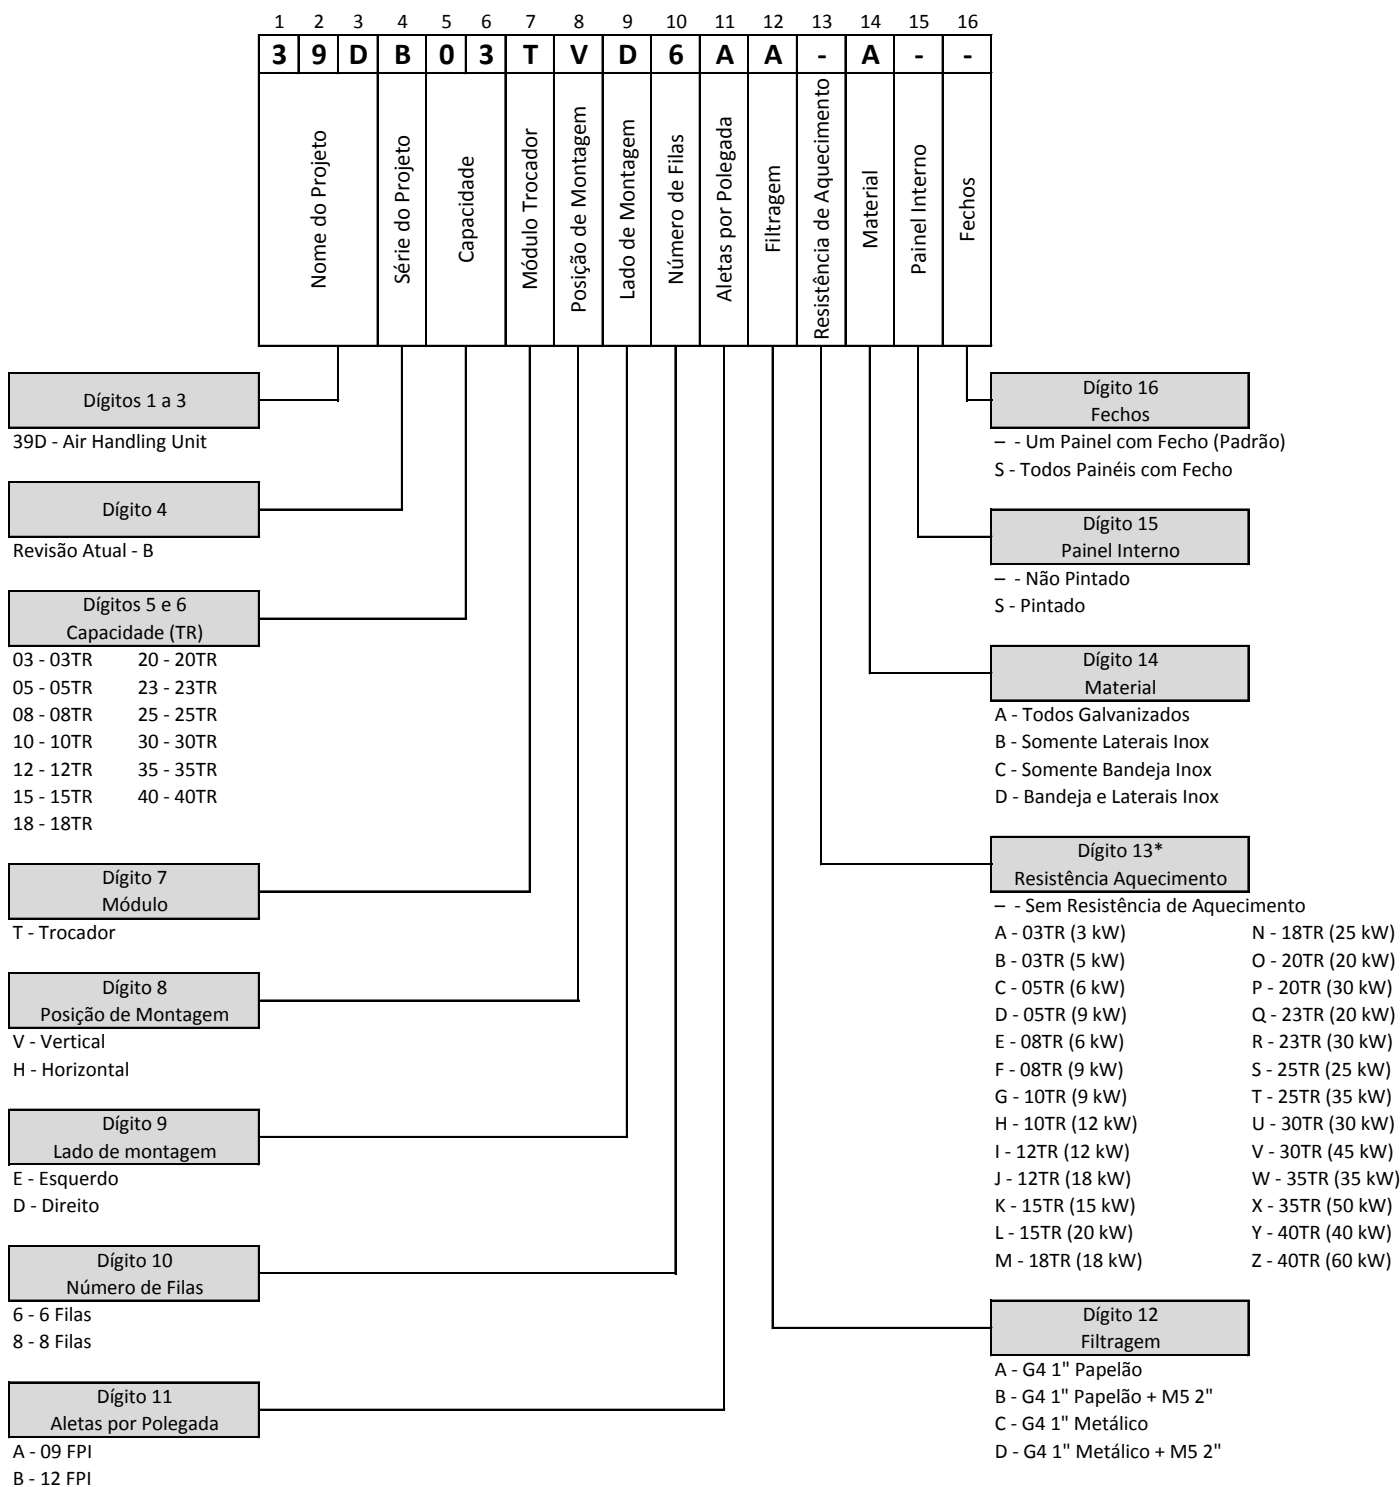 1 2 3 4 5 6 7 8 9 10 11 12 13 14 15 16
3 9 D B 0 3 T V D 6 A A - A - -
Nome do Projeto
Série do Projeto
Capacidade
Módulo Trocador
Posição de Montagem
Lado de Montagem
Número de Filas
Aletas por Polegada
Filtragem
Resistência de Aquecimento
Material
Painel Interno
Fechos
Dígitos 1 a 3
39D - Air Handling Unit
Dígito 4
Revisão Atual - B
Dígitos 5 e 6
Capacidade (TR)
03 - 03TR 20 - 20TR
05 - 05TR 23 - 23TR
08 - 08TR 25 - 25TR
10 - 10TR 30 - 30TR
12 - 12TR 35 - 35TR
15 - 15TR 40 - 40TR
18 - 18TR
Dígito 7
Módulo
T - Trocador
Dígito 8
Posição de Montagem
V - Vertical
H - Horizontal
Dígito 9
Lado de montagem
E - Esquerdo
D - Direito
Dígito 10
Número de Filas
6 - 6 Filas
8 - 8 Filas
Dígito 11
Aletas por Polegada
A - 09 FPI
B - 12 FPI
Dígito 16
Fechos
– - Um Painel com Fecho (Padrão)
S - Todos Painéis com Fecho
Dígito 15
Painel Interno
– - Não Pintado
S - Pintado
Dígito 14
Material
A - Todos Galvanizados
B - Somente Laterais Inox
C - Somente Bandeja Inox
D - Bandeja e Laterais Inox
Dígito 13*
Resistência Aquecimento
– - Sem Resistência de Aquecimento
A - 03TR (3 kW) N - 18TR (25 kW)
B - 03TR (5 kW) O - 20TR (20 kW)
C - 05TR (6 kW) P - 20TR (30 kW)
D - 05TR (9 kW) Q - 23TR (20 kW)
E - 08TR (6 kW) R - 23TR (30 kW)
F - 08TR (9 kW) S - 25TR (25 kW)
G - 10TR (9 kW) T - 25TR (35 kW)
H - 10TR (12 kW) U - 30TR (30 kW)
I - 12TR (12 kW) V - 30TR (45 kW)
J - 12TR (18 kW) W - 35TR (35 kW)
K - 15TR (15 kW) X - 35TR (50 kW)
L - 15TR (20 kW) Y - 40TR (40 kW)
M - 18TR (18 kW) Z - 40TR (60 kW)
Dígito 12
Filtragem
A - G4 1" Papelão
B - G4 1" Papelão + M5 2"
C - G4 1" Metálico
D - G4 1" Metálico + M5 2"